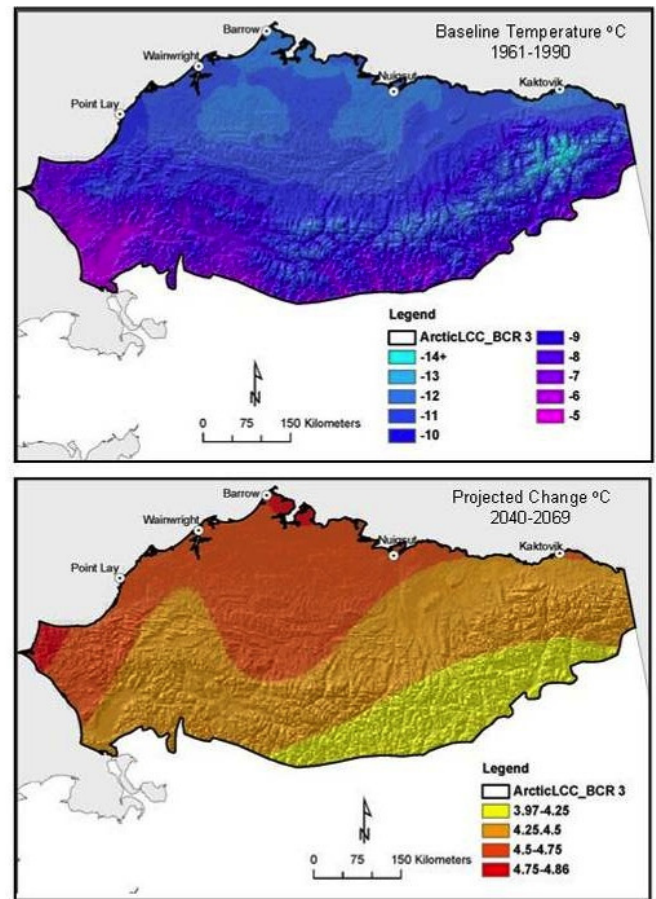 Barrow
Baseline Temperature ºC
1961-1990
Wainwright
Nuiqsut
Kaktovik
Point Lay
Legend
ArcticLCC_BCR 3
-14+
-13
-12
-11
-10
-9
-8
-7
-6
-5
N
0 75 150 Kilometers
Barrow
Projected Change ºC
2040-2069
Wainwright
Nuiqsut
Kaktovik
Point Lay
Legend
ArcticLCC_BCR 3
3.97-4.25
4.25.4.5
4.5-4.75
4.75-4.86
N
0 75 150 Kilometers